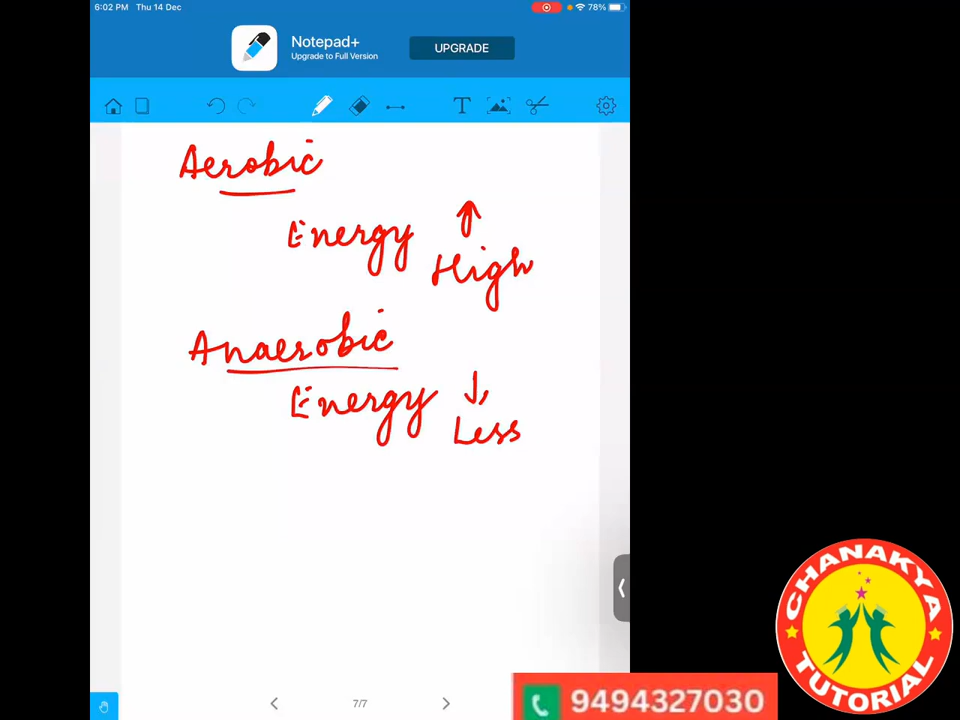 6:02 PM Thu 14 Dec 78%
Notepad+
Upgrade to Full Version
UPGRADE
T
Aerobic
Energy ↑
High
Anaerobic
Energy ↓
Less
7/7
CHANAKYA
TUTORIAL
9494327030